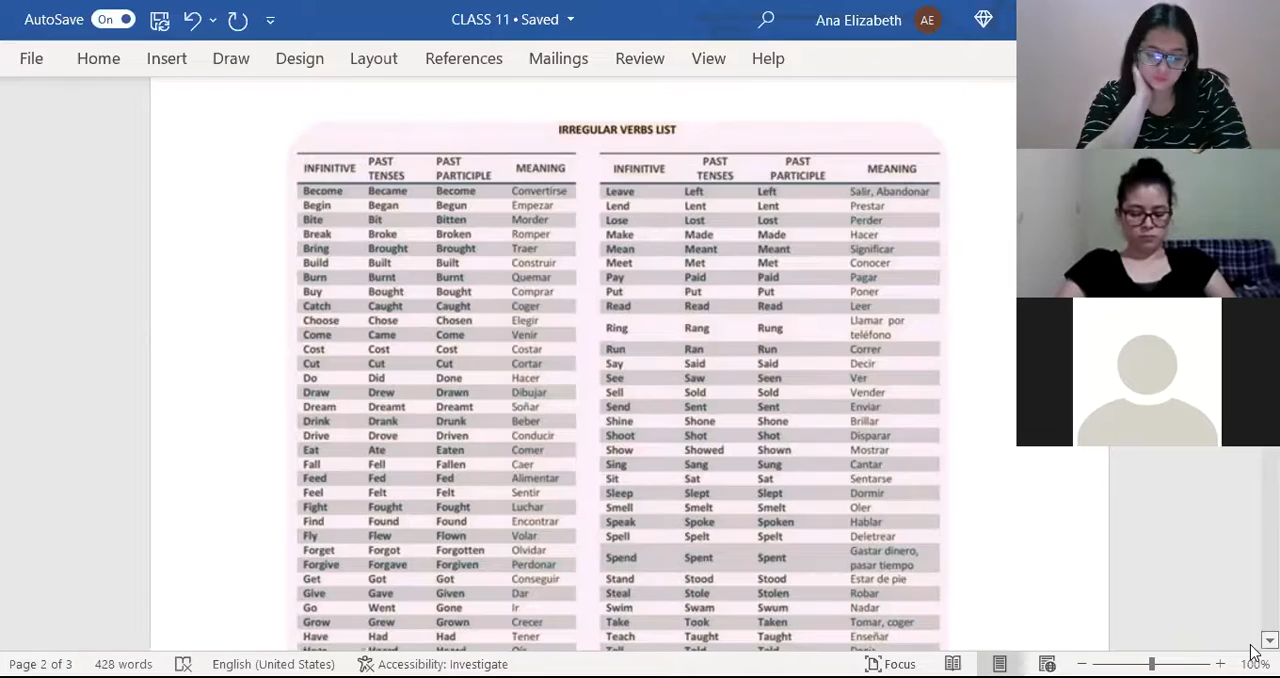 AutoSave On CLASS 11 • Saved Ana Elizabeth AE
File Home Insert Draw Design Layout References Mailings Review View Help
IRREGULAR VERBS LIST
INFINITIVE PAST TENSES PAST PARTICIPLE MEANING
Become Became Become Convertirse
Begin Began Begun Empezar
Bite Bit Bitten Morder
Break Broke Broken Romper
Bring Brought Brought Traer
Build Built Built Construir
Burn Burnt Burnt Quemar
Buy Bought Bought Comprar
Catch Caught Caught Coger
Choose Chose Chosen Elegir
Come Came Come Venir
Cost Cost Cost Costar
Cut Cut Cut Cortar
Do Did Done Hacer
Draw Drew Drawn Dibujar
Dream Dreamt Dreamt Soñar
Drink Drank Drunk Beber
Drive Drove Driven Conducir
Eat Ate Eaten Comer
Fall Fell Fallen Caer
Feed Fed Fed Alimentar
Feel Felt Felt Sentir
Fight Fought Fought Luchar
Find Found Found Encontrar
Fly Flew Flown Volar
Forget Forgot Forgotten Olvidar
Forgive Forgave Forgiven Perdonar
Get Got Got Conseguir
Give Gave Given Dar
Go Went Gone Ir
Grow Grew Grown Crecer
Have Had Had Tener
INFINITIVE PAST TENSES PAST PARTICIPLE MEANING
Leave Left Left Salir, Abandonar
Lend Lent Lent Prestar
Lose Lost Lost Perder
Make Made Made Hacer
Mean Meant Meant Significar
Meet Met Met Conocer
Pay Paid Paid Pagar
Put Put Put Poner
Read Read Read Leer
Ring Rang Rung Llamar por teléfono
Run Ran Run Correr
Say Said Said Decir
See Saw Seen Ver
Sell Sold Sold Vender
Send Sent Sent Enviar
Shine Shone Shone Brillar
Shoot Shot Shot Disparar
Show Showed Shown Mostrar
Sing Sang Sung Cantar
Sit Sat Sat Sentarse
Sleep Slept Slept Dormir
Smell Smelt Smelt Oler
Speak Spoke Spoken Hablar
Spell Spelt Spelt Deletrear
Spend Spent Spent Gastar dinero, pasar tiempo
Stand Stood Stood Estar de pie
Steal Stole Stolen Robar
Swim Swam Swum Nadar
Take Took Taken Tomar, coger
Teach Taught Taught Enseñar
Page 2 of 3 428 words English (United States) Accessibility: Investigate Focus 100%